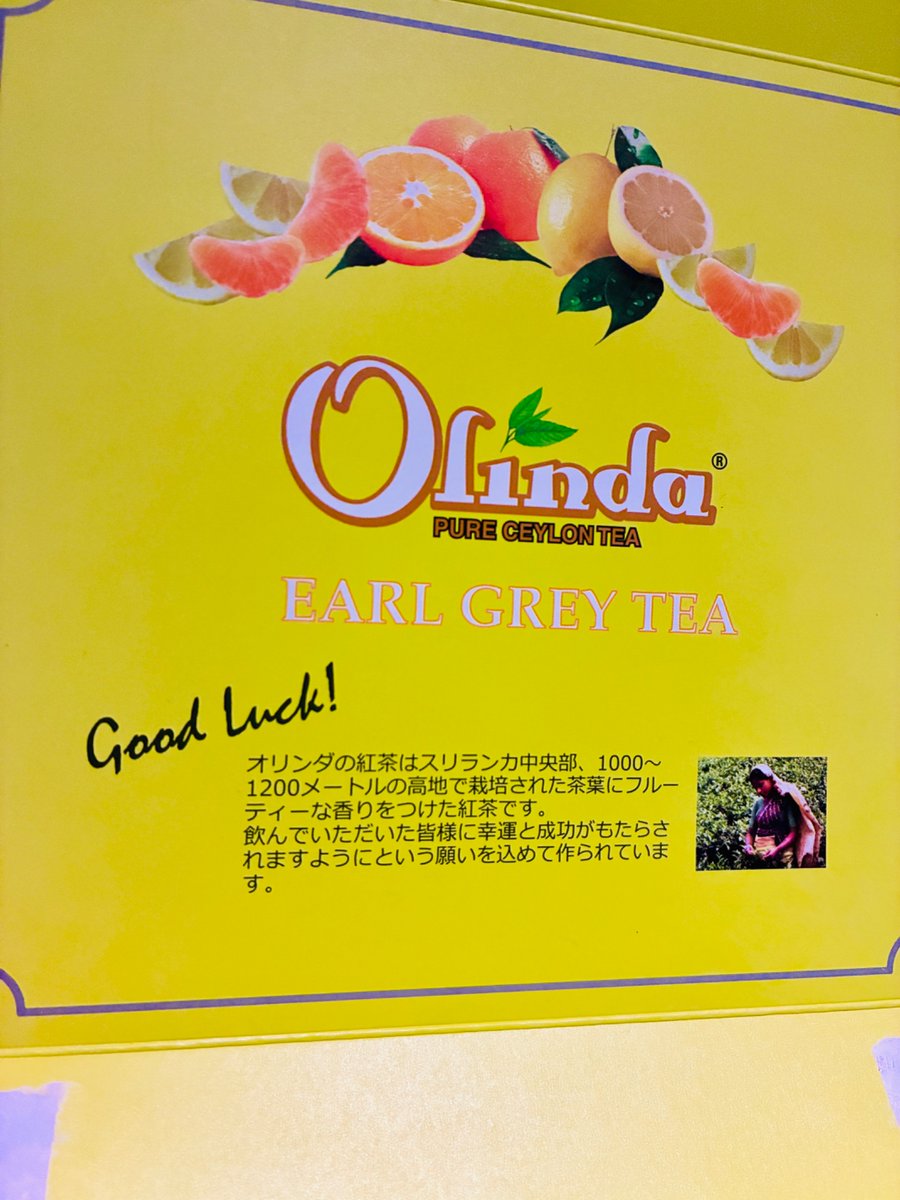 Olinda®
PURE CEYLON TEA
EARL GREY TEA
Good Luck!
オリンダの紅茶はスリランカ中央部、1000～
1200メートルの高地で栽培された茶葉にフルー
ティーな香りをつけた紅茶です。
飲んでいただいた皆様に幸運と成功がもたらさ
れますようにという願いを込めて作られていま
す。